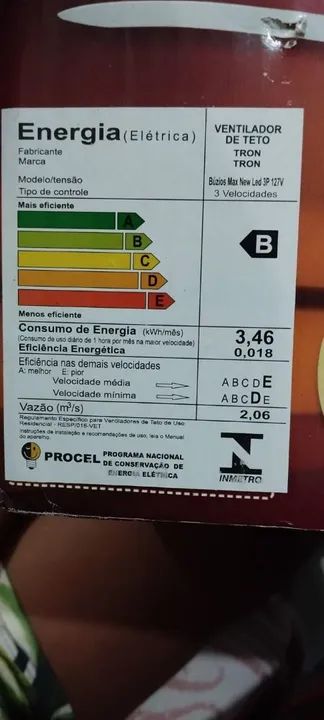 Energia (Elétrica)
VENTILADOR
DE TETO
Fabricante
TRON
Marca
TRON
Modelo/tensão
Búzios Max New Led 3P 127V
Tipo de controle
3 Velocidades
Mais eficiente
A
B
B
C
D
E
Menos eficiente
Consumo de Energia (kWh/mês)
3,46
(Consumo de uso diário de 1 hora por mês na maior velocidade)
Eficiência Energética
0,018
Eficiência nas demais velocidades
A: melhor E: pior
Velocidade média
A B C D E
Velocidade mínima
A B C D E
Vazão (m³/s)
2,06
Regulamento Específico para Ventiladores de Teto de Uso
Residencial - RESP/016-VET
Instruções de instalação e recomendações de uso, leia o Manual
do aparelho.
PROCEL
PROGRAMA NACIONAL
DE CONSERVAÇÃO DE
ENERGIA ELÉTRICA
INMETRO